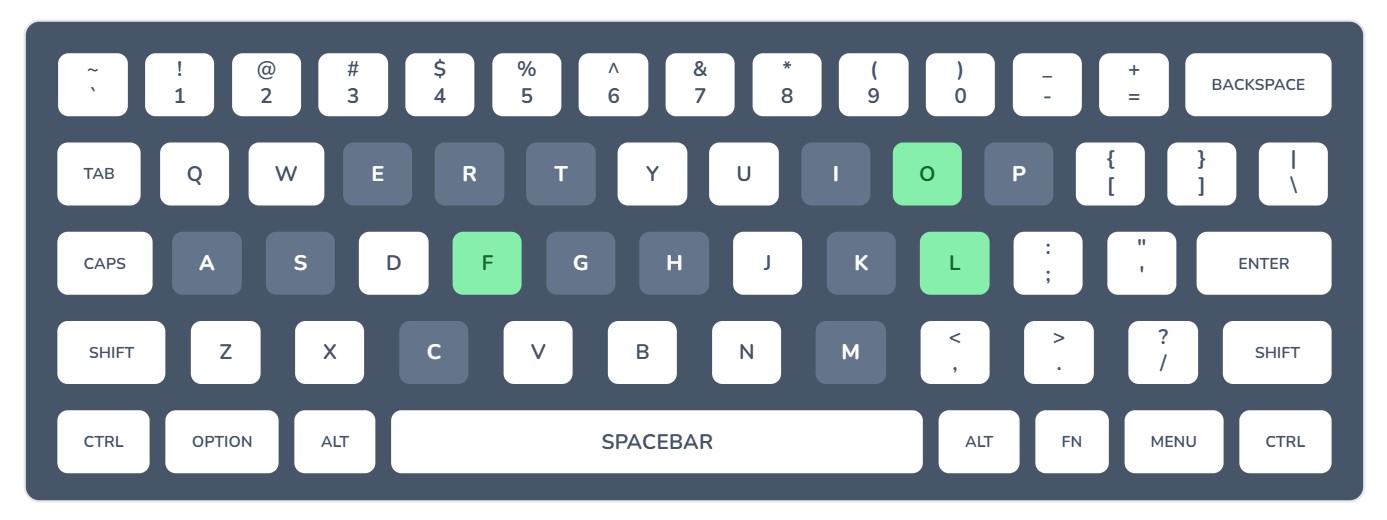 ~ ! @ # $ % ^ & * ( ) _ +
` 1 2 3 4 5 6 7 8 9 0 - = BACKSPACE
TAB Q W E R T Y U I O P { } |
[ ] \
CAPS A S D F G H J K L : "
; ' ENTER
SHIFT Z X C V B N M < > ?
, . / SHIFT
CTRL OPTION ALT SPACEBAR ALT FN MENU CTRL